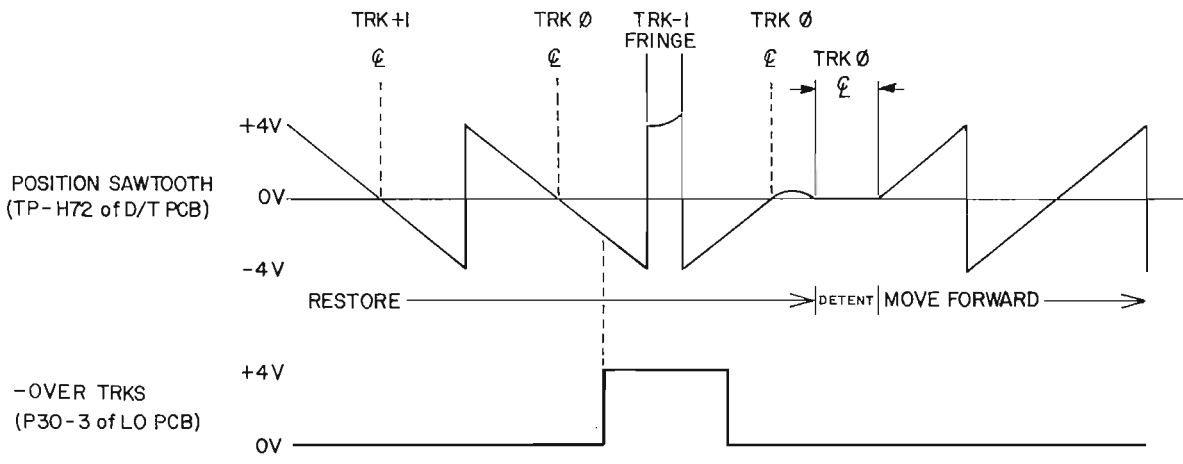 TRK+1
TRK Ø
TRK-1
FRINGE
TRK Ø
TRK Ø
℄
℄
℄
℄
+4V
POSITION SAWTOOTH
(TP-H72 of D/T PCB)
0V
-4V
RESTORE
DETENT
MOVE FORWARD
-OVER TRKS
(P30-3 of LO PCB)
+4V
0V